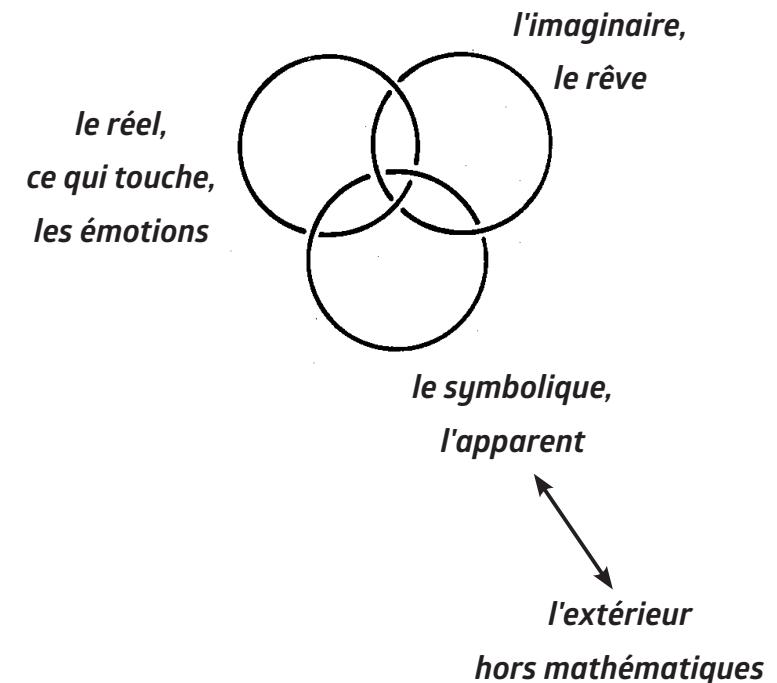 l'imaginaire,
le rêve
le réel,
ce qui touche,
les émotions
le symbolique,
l'apparent
l'extérieur
hors mathématiques